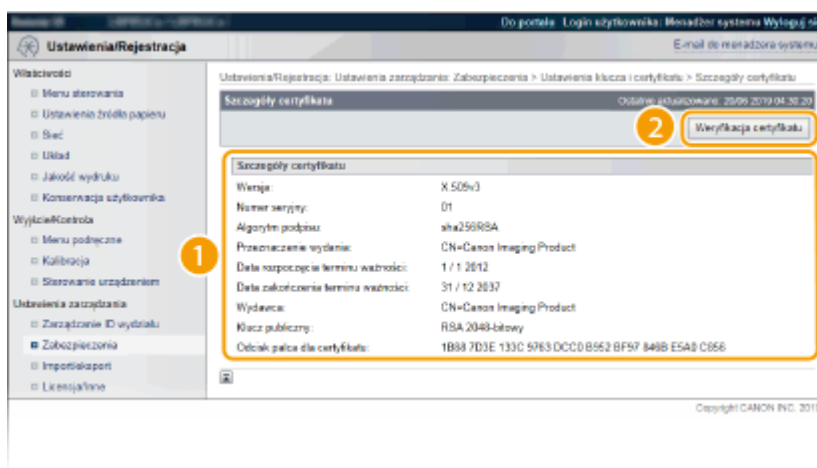 Do portalu Login użytkownika: Menadżer systemu Wyloguj się
Ustawienia/Rejestracja
E-mail do menadżera systemu
Właściwości
Menu sterowania
Ustawienia źródła papieru
Sieć
Układ
Jakość wydruku
Konserwacja użytkownika
Wyjście/Kontrola
Menu podręczne
Kalibracja
Sterowanie urządzeniem
Ustawienia zarządzania
Zarządzanie ID wydziału
Zabezpieczenia
Import/eksport
Licencja/Inne
Ustawienia/Rejestracja: Ustawienia zarządzania: Zabezpieczenia > Ustawienia klucza i certyfikatu > Szczegóły certyfikatu
Szczegóły certyfikatu
Ostatnio aktualizowano: 20/06 2019 04:30:20
2
Weryfikacja certyfikatu
1
Szczegóły certyfikatu
Wersja: X.509v3
Numer seryjny: 01
Algorytm podpisu: sha256RSA
Przeznaczenie wydania: CN=Canon Imaging Product
Data rozpoczęcia terminu ważności: 1 / 1 2012
Data zakończenia terminu ważności: 31 / 12 2037
Wydawca: CN=Canon Imaging Product
Klucz publiczny: RSA 2048-bitowy
Odcisk palca dla certyfikatu: 1B88 7D3E 133C 9763 DCC0 B952 BF97 846B E5A0 C856
Copyright CANON INC. 201